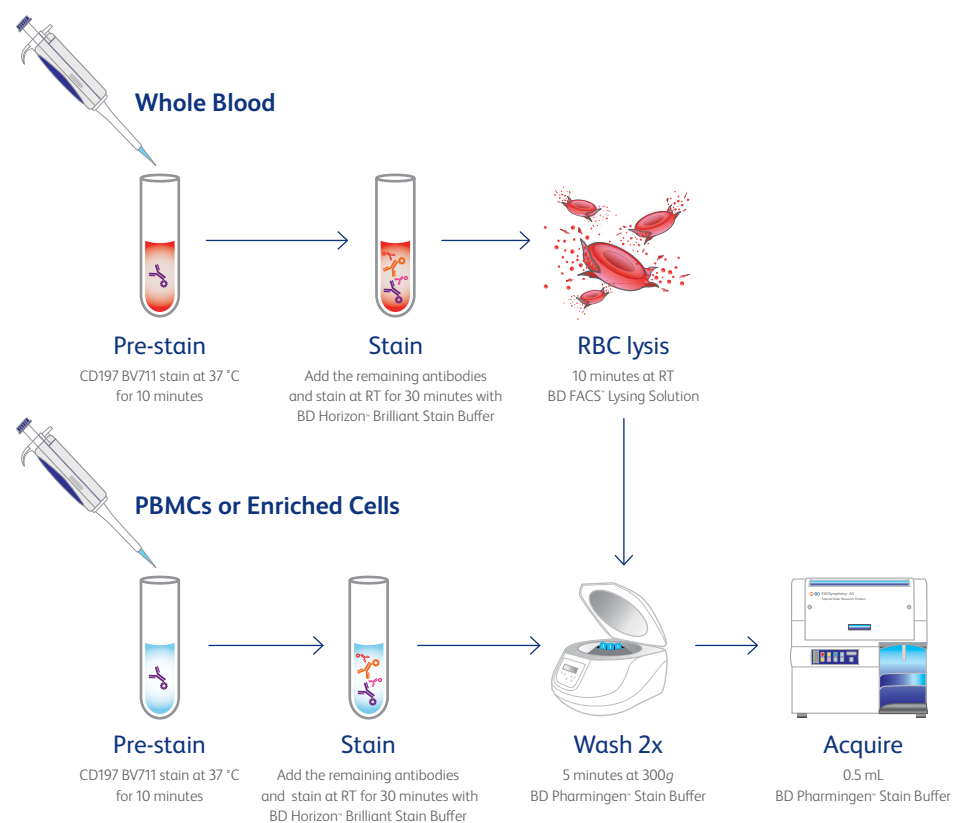 Whole Blood
Pre-stain
CD197 BV711 stain at 37 °C
for 10 minutes
Stain
Add the remaining antibodies
and stain at RT for 30 minutes with
BD Horizon™ Brilliant Stain Buffer
RBC lysis
10 minutes at RT
BD FACS™ Lysing Solution
PBMCs or Enriched Cells
Pre-stain
CD197 BV711 stain at 37 °C
for 10 minutes
Stain
Add the remaining antibodies
and stain at RT for 30 minutes with
BD Horizon™ Brilliant Stain Buffer
Wash 2x
5 minutes at 300g
BD Pharmingen™ Stain Buffer
BD FACSymphony™ A5
Acquire
0.5 mL
BD Pharmingen™ Stain Buffer